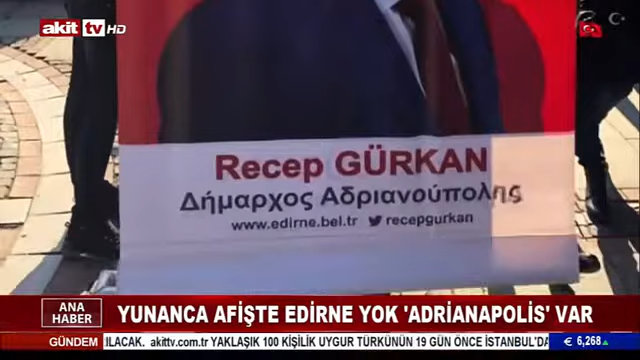 akit tv HD
Recep GÜRKAN
Δήμαρχος Αδριανούπολης
www.edirne.bel.tr recepgurkan
ANA HABER
YUNANCA AFİŞTE EDİRNE YOK 'ADRİANAPOLİS' VAR
GÜNDEM
ILACAK. akittv.com.tr YAKLAŞIK 100 KİŞİLİK UYGUR TÜRKÜNÜN 19 GÜN ÖNCE İSTANBUL'DA
€ 6,268